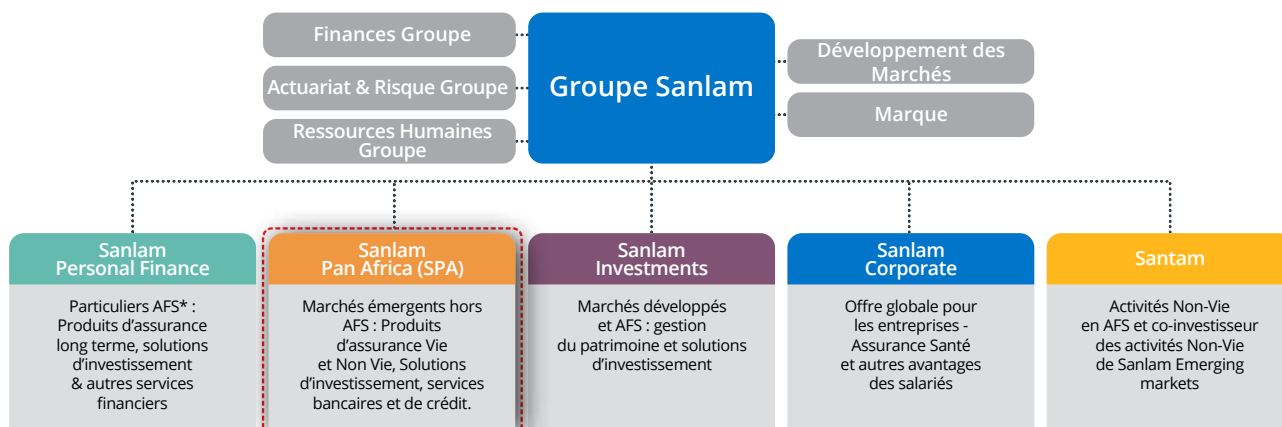 Finances Groupe
Actuariat & Risque Groupe
Ressources Humaines
Groupe
Groupe Sanlam
Développement des
Marchés
Marque
Sanlam
Personal Finance
Particuliers AFS* :
Produits d'assurance
long terme, solutions
d'investissement
& autres services
financiers
Sanlam
Pan Africa (SPA)
Marchés émergents hors
AFS : Produits
d'assurance Vie
et Non Vie, Solutions
d'investissement, services
bancaires et de crédit.
Sanlam
Investments
Marchés développés
et AFS : gestion
du patrimoine et solutions
d'investissement
Sanlam
Corporate
Offre globale pour
les entreprises -
Assurance Santé
et autres avantages
des salariés
Santam
Activités Non-Vie
en AFS et co-investisseur
des activités Non-Vie
de Sanlam Emerging
markets